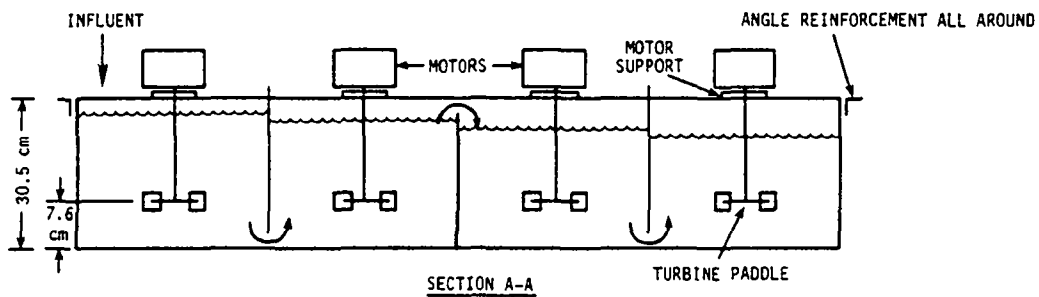 INFLUENT
ANGLE REINFORCEMENT ALL AROUND
MOTORS
MOTOR
SUPPORT
30.5 cm
7.6
cm
TURBINE PADDLE
SECTION A-A